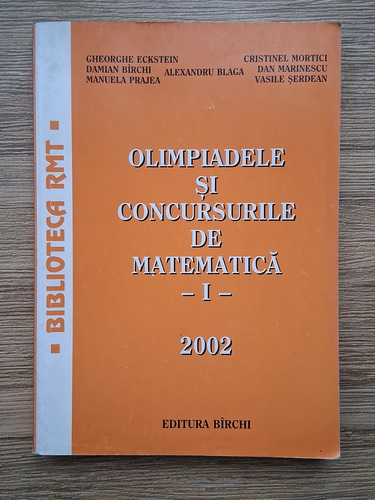 GHEORGHE ECKSTEIN
DAMIAN BÎRCHI
MANUELA PRAJEA
ALEXANDRU BLAGA
CRISTINEL MORTICI
DAN MARINESCU
VASILE ȘERDEAN
BIBLIOTECA RMT
OLIMPIADELE
ȘI
CONCURSURILE
DE
MATEMATICĂ
– I –
2002
EDITURA BÎRCHI